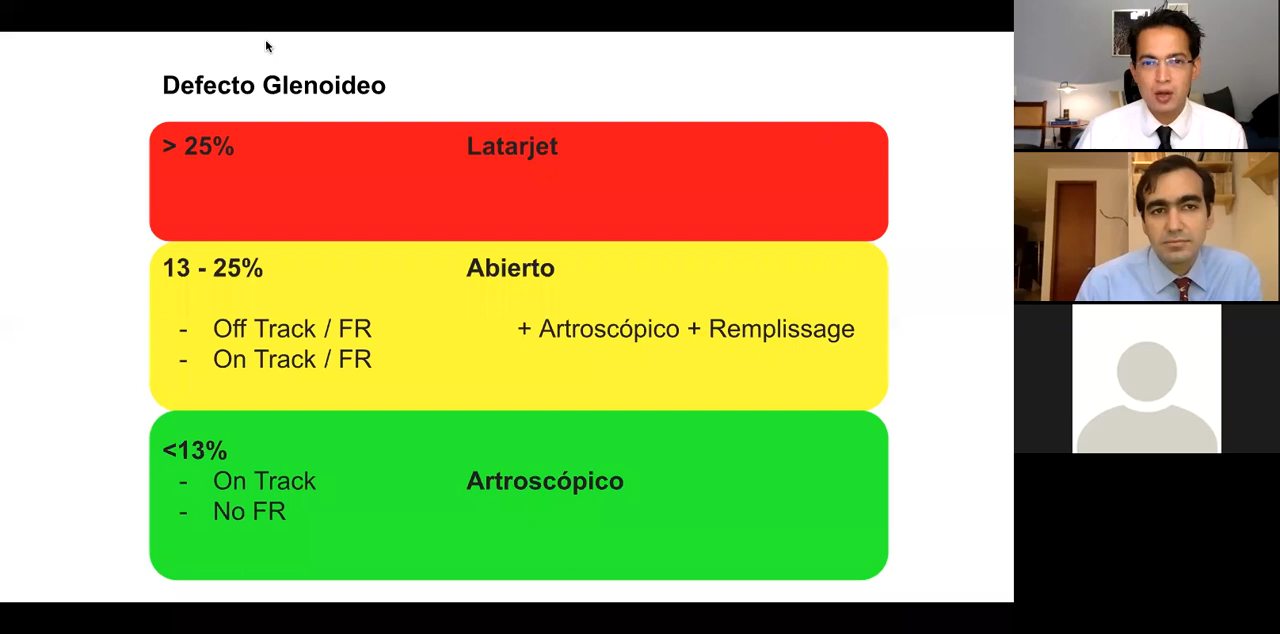 Defecto Glenoideo
> 25% Latarjet
13 - 25% Abierto
- Off Track / FR + Artroscópico + Remplissage
- On Track / FR
<13%
- On Track Artroscópico
- No FR